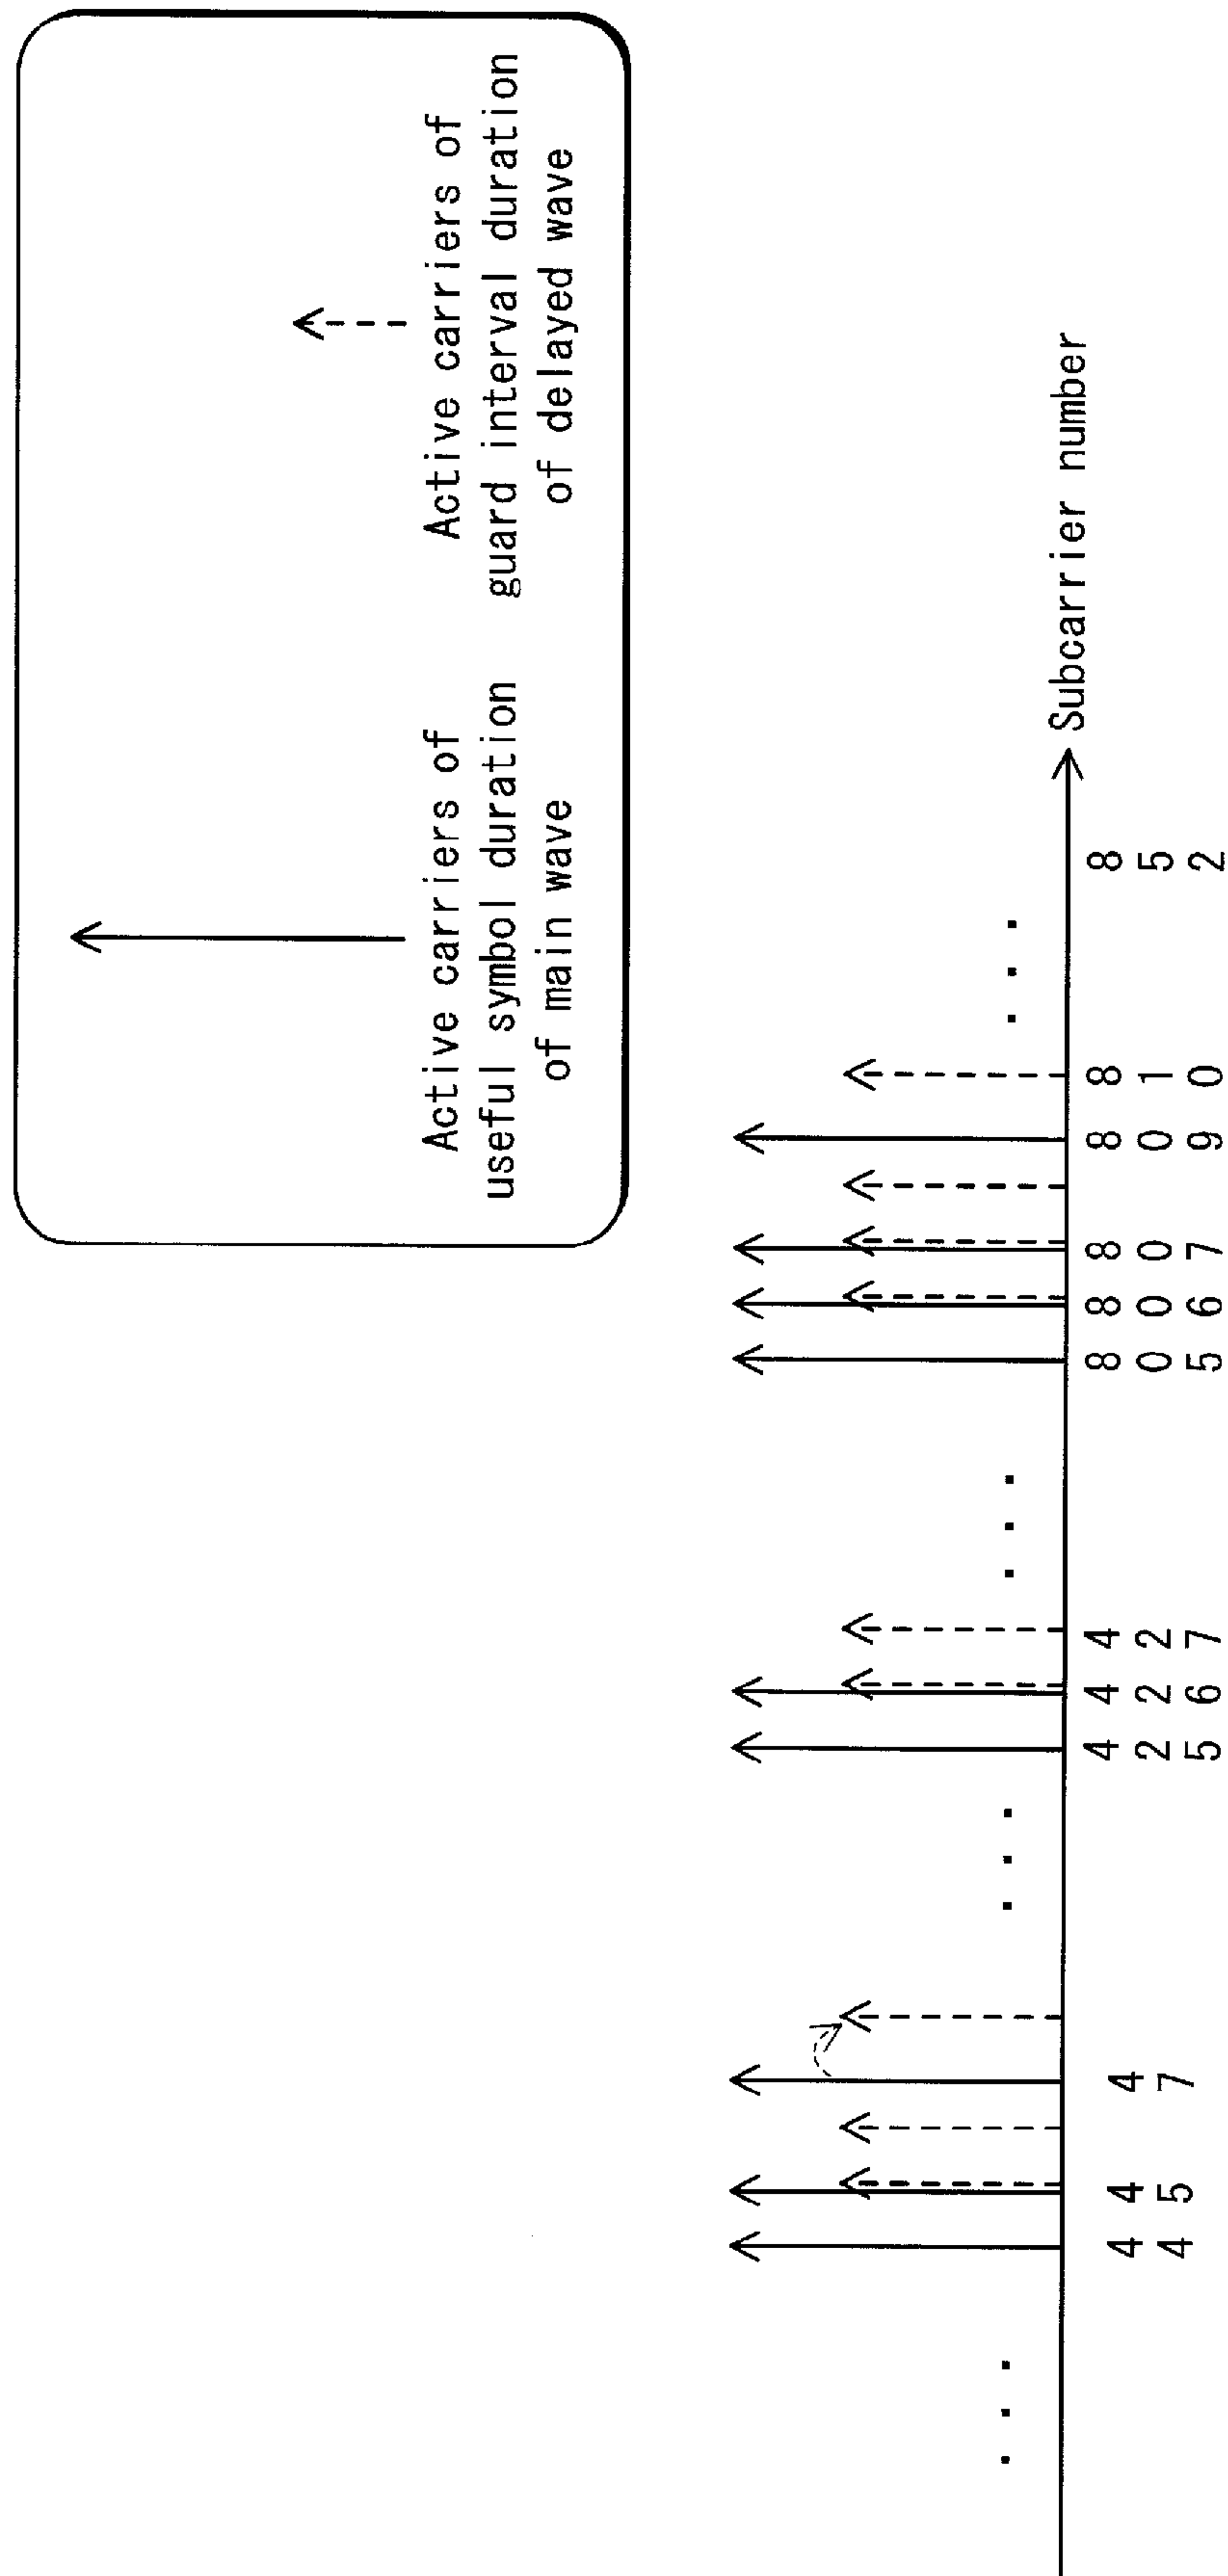 Active carriers of
useful symbol duration
of main wave
Active carriers of
guard interval duration
of delayed wave
44
45
47
425
426
427
805
806
807
809
810
852
Subcarrier number